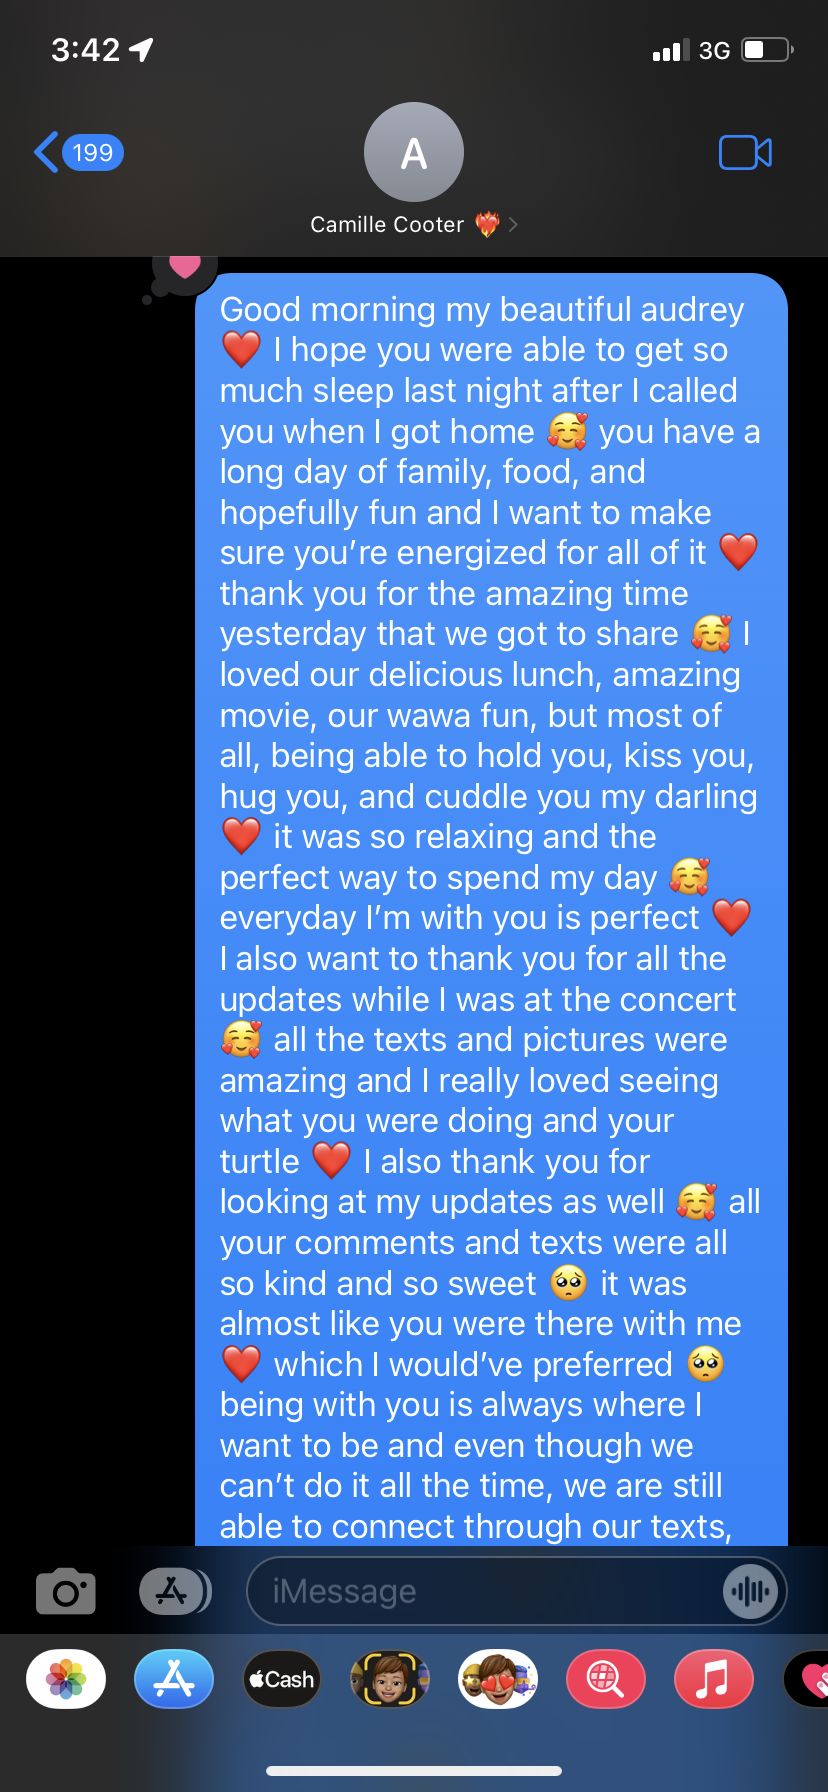 3:42
3G
199
A
Camille Cooter ❤️‍🔥
Good morning my beautiful audrey
❤️ I hope you were able to get so
much sleep last night after I called
you when I got home 🥰 you have a
long day of family, food, and
hopefully fun and I want to make
sure you’re energized for all of it ❤️
thank you for the amazing time
yesterday that we got to share 🥰 I
loved our delicious lunch, amazing
movie, our wawa fun, but most of
all, being able to hold you, kiss you,
hug you, and cuddle you my darling
❤️ it was so relaxing and the
perfect way to spend my day 🥰
everyday I’m with you is perfect ❤️
I also want to thank you for all the
updates while I was at the concert
🥰 all the texts and pictures were
amazing and I really loved seeing
what you were doing and your
turtle ❤️ I also thank you for
looking at my updates as well 🥰 all
your comments and texts were all
so kind and so sweet 🥺 it was
almost like you were there with me
❤️ which I would’ve preferred 🥺
being with you is always where I
want to be and even though we
can’t do it all the time, we are still
able to connect through our texts,
iMessage
Cash